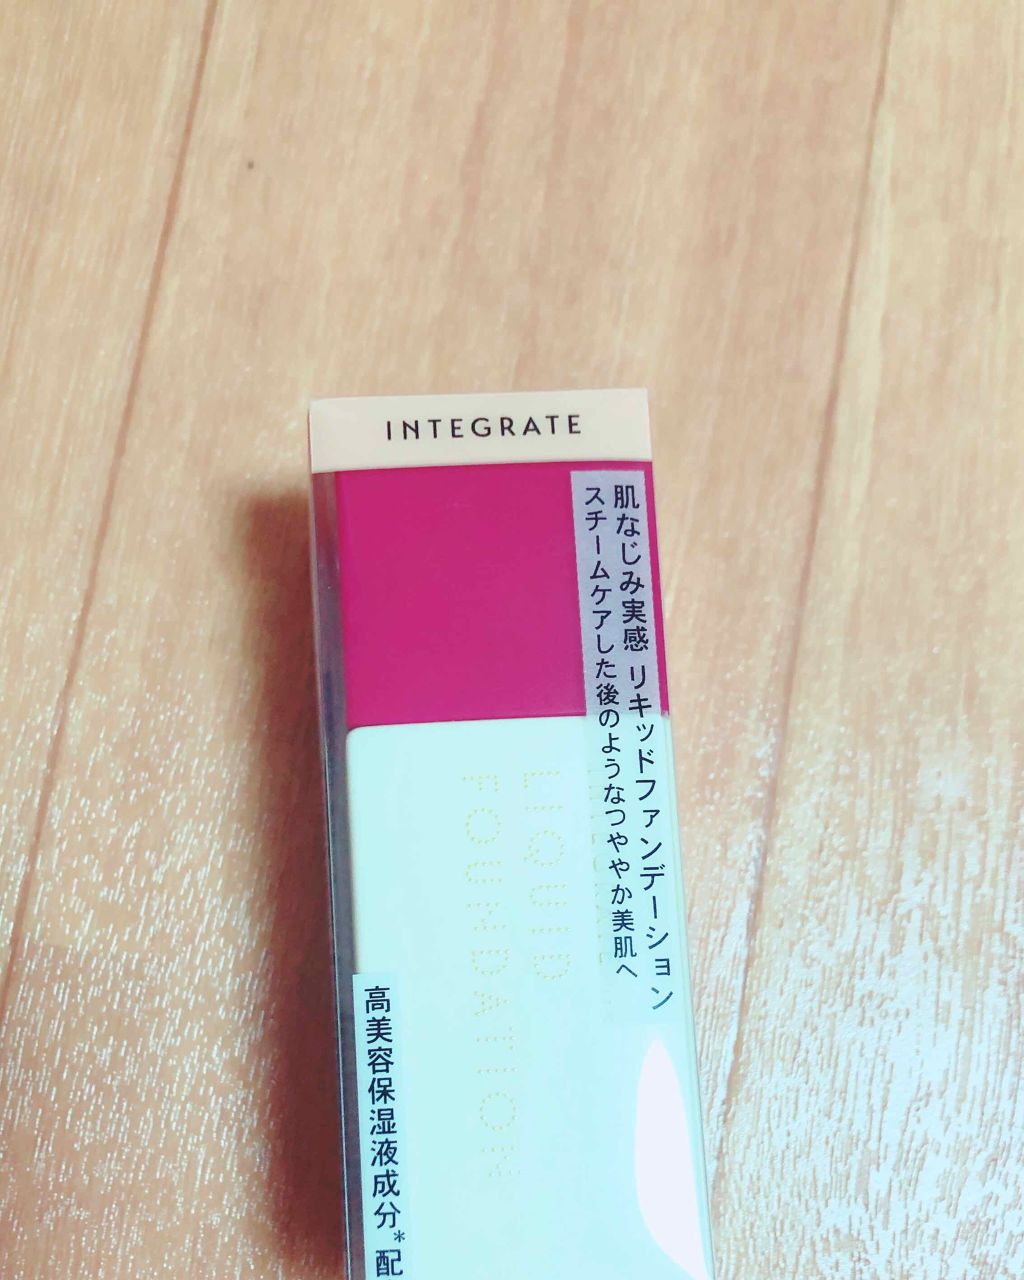 INTEGRATE
肌なじみ実感 リキッドファンデーション
スチームケアした後のようなつややか美肌へ
LIQUID
FOUNDATION
高美容保湿液成分*配